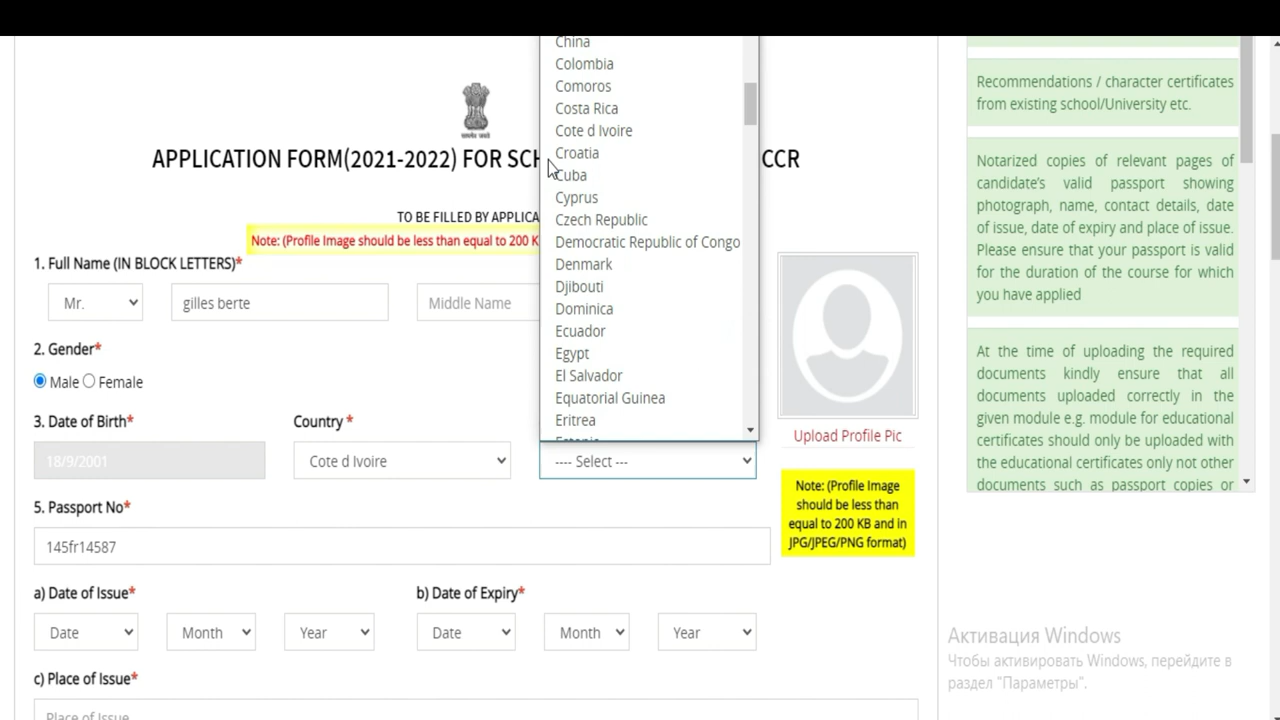 China
Colombia
Comoros
Costa Rica
Cote d Ivoire
Croatia
Cuba
Cyprus
Czech Republic
Democratic Republic of Congo
Denmark
Djibouti
Dominica
Ecuador
Egypt
El Salvador
Equatorial Guinea
Eritrea
Estonia
सत्यमेव जयते
APPLICATION FORM(2021-2022) FOR SCH
CCR
TO BE FILLED BY APPLICA
Note: (Profile Image should be less than equal to 200 K
1. Full Name (IN BLOCK LETTERS)*
Mr.
gilles berte
Middle Name
2. Gender*
Male
Female
3. Date of Birth*
Country *
18/9/2001
Cote d Ivoire
---- Select ---
Upload Profile Pic
Note: (Profile Image
should be less than
equal to 200 KB and in
JPG/JPEG/PNG format)
5. Passport No*
145fr14587
a) Date of Issue*
b) Date of Expiry*
Date
Month
Year
Date
Month
Year
c) Place of Issue*
Place of Issue
Recommendations / character certificates
from existing school/University etc.
Notarized copies of relevant pages of
candidate's valid passport showing
photograph, name, contact details, date
of issue, date of expiry and place of issue.
Please ensure that your passport is valid
for the duration of the course for which
you have applied
At the time of uploading the required
documents kindly ensure that all
documents uploaded correctly in the
given module e.g. module for educational
certificates should only be uploaded with
the educational certificates only not other
documents such as passport copies or
Активация Windows
Чтобы активировать Windows, перейдите в
раздел "Параметры".